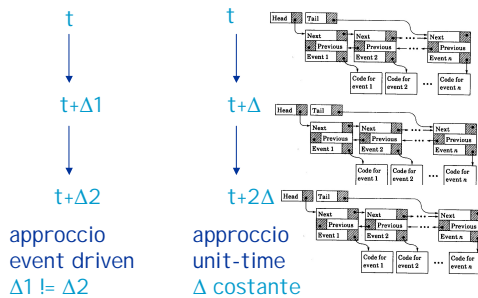 t
t+Δ1
t+Δ2
approccio
event driven
Δ1 != Δ2
t
t+Δ
t+2Δ
approccio
unit-time
Δ costante
Head Tail
Next Next ... Next
Previous Previous Previous
Event 1 Event 2 Event n
Code for event 1
Code for event 2
...
Code for event n
Head Tail
Next Next ... Next
Previous Previous Previous
Event 1 Event 2 Event n
Code for event 1
Code for event 2
...
Code for event n
Head Tail
Next Next ... Next
Previous Previous Previous
Event 1 Event 2 Event n
Code for event 1
Code for event 2
...
Code for event n